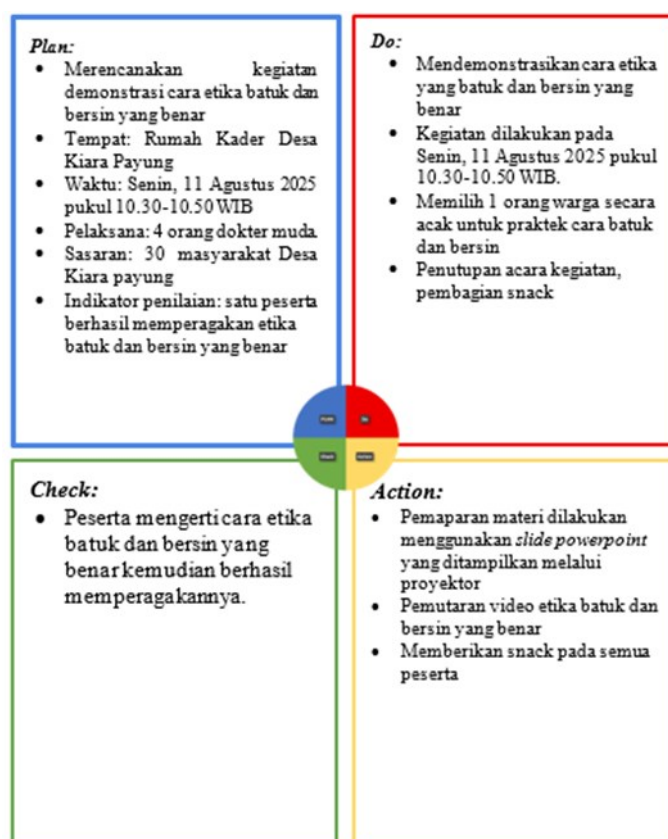 Plan:
• Merencanakan kegiatan
demonstrasi cara etika batuk dan
bersin yang benar
• Tempat: Rumah Kader Desa
Kiara Payung
• Waktu: Senin, 11 Agustus 2025
pukul 10.30-10.50 WIB
• Pelaksana: 4 orang dokter muda
• Sasaran: 30 masyarakat Desa
Kiara payung
• Indikator penilaian: satu peserta
berhasil memperagakan etika
batuk dan bersin yang benar
Do:
• Mendemonstrasikan cara etika
yang batuk dan bersin yang
benar
• Kegiatan dilakukan pada
Senin, 11 Agustus 2025 pukul
10.30-10.50 WIB.
• Memilih 1 orang warga secara
acak untuk praktek cara batuk
dan bersin
• Penutupan acara kegiatan,
pembagian snack
Check:
• Peserta mengerti cara etika
batuk dan bersin yang
benar kemudian berhasil
memperagakannya.
Action:
• Pemaparan materi dilakukan
menggunakan slide powerpoint
yang ditampilkan melalui
proyektor
• Pemutaran video etika batuk dan
bersin yang benar
• Memberikan snack pada semua
peserta